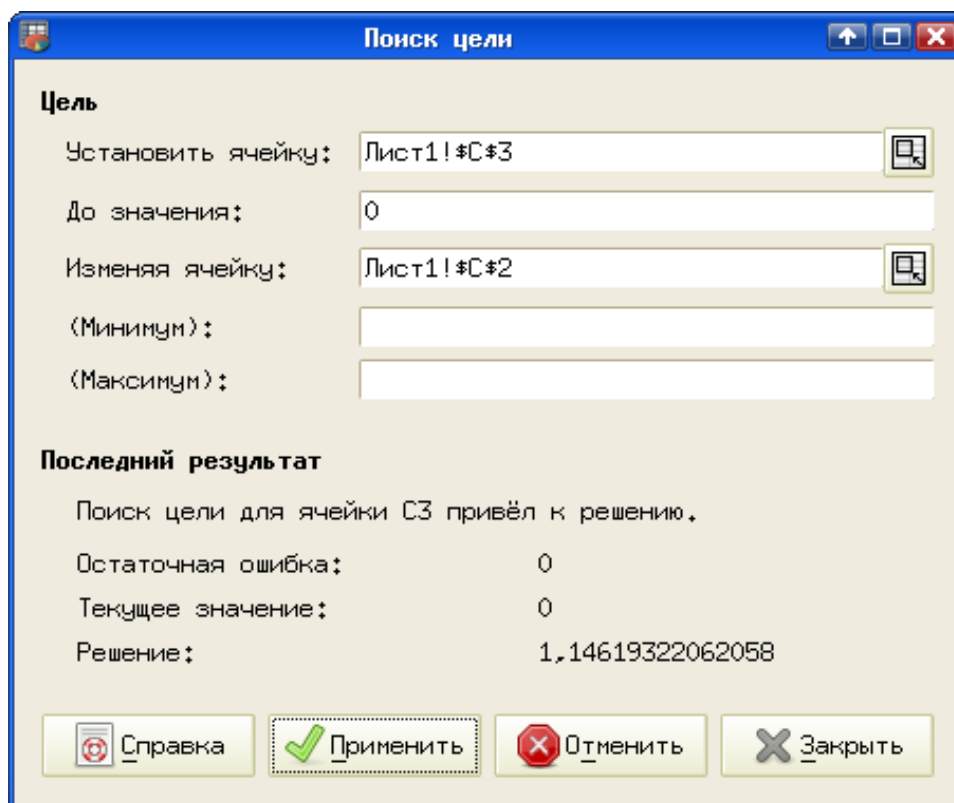 Поиск цели
Цель
Установить ячейку: Лист1!$C$3
До значения: 0
Изменяя ячейку: Лист1!$C$2
(Минимум):
(Максимум):
Последний результат
Поиск цели для ячейки C3 привёл к решению.
Остаточная ошибка: 0
Текущее значение: 0
Решение: 1,14619322062058
Справка Применить Отменить Закрыть